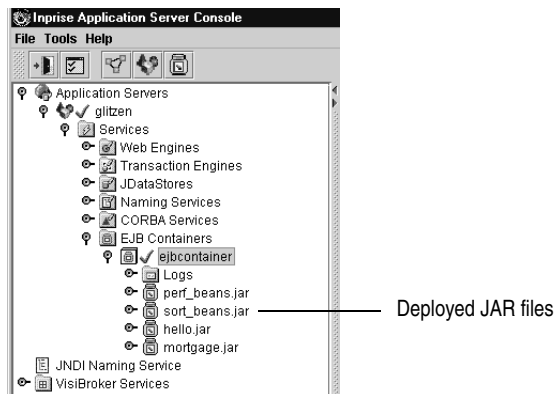 Inprise Application Server Console
File Tools Help
Application Servers
glitzen
Services
Web Engines
Transaction Engines
JDataStores
Naming Services
CORBA Services
EJB Containers
ejbcontainer
Logs
perf_beans.jar
sort_beans.jar Deployed JAR files
hello.jar
mortgage.jar
JNDI Naming Service
VisiBroker Services